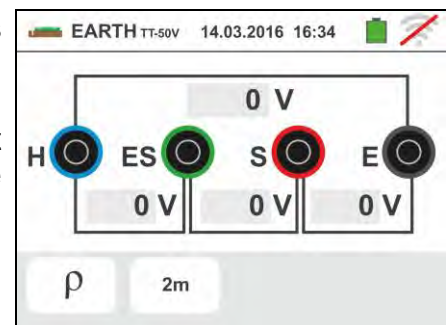 EARTH TT-50V 14.03.2016 16:34
0 V
H ES S E
0 V 0 V 0 V
ρ 2m